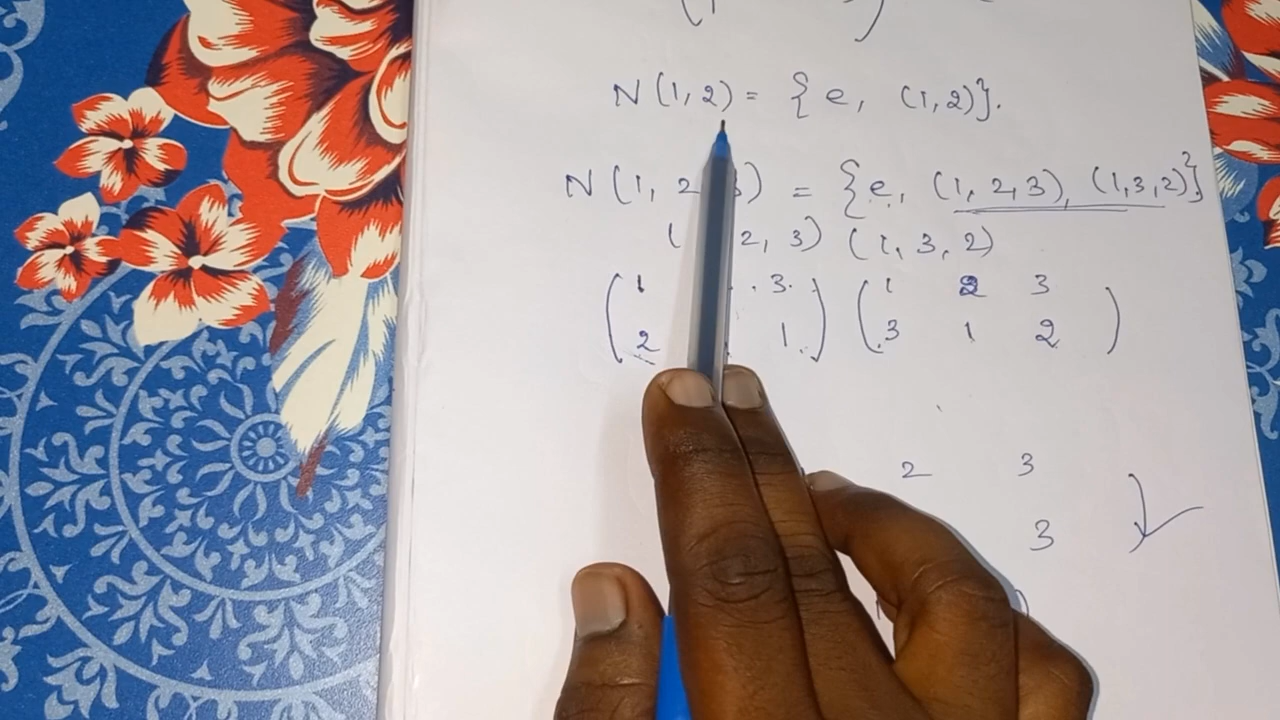 N(1,2) = {e, (1,2)}.
N(1, 2 3) = {e, (1, 2,3), (1,3,2)}
( 2, 3) (1, 3, 2)
(1 . 3.) (1 2 3)
(2 1.) (3 1 2)
2 3
3